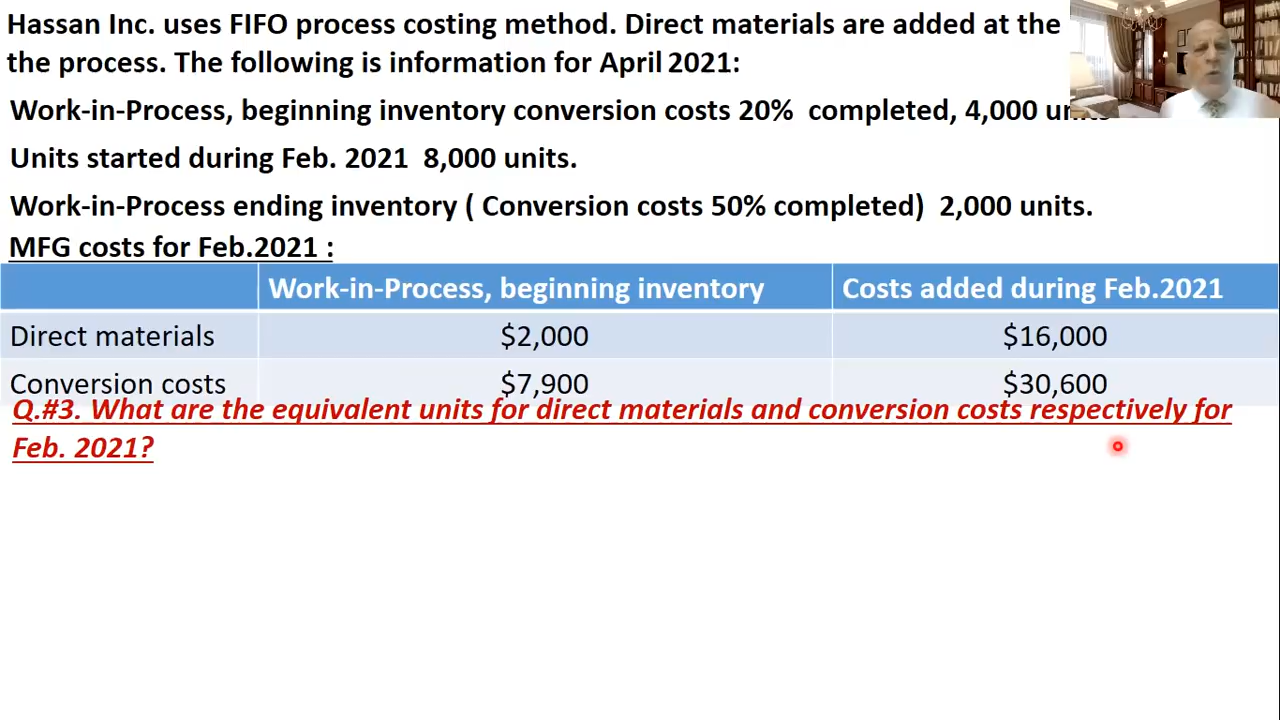 Hassan Inc. uses FIFO process costing method. Direct materials are added at the
the process. The following is information for April 2021:
Work-in-Process, beginning inventory conversion costs 20% completed, 4,000 units
Units started during Feb. 2021 8,000 units.
Work-in-Process ending inventory ( Conversion costs 50% completed) 2,000 units.
MFG costs for Feb.2021 :
Work-in-Process, beginning inventory Costs added during Feb.2021
Direct materials $2,000 $16,000
Conversion costs $7,900 $30,600
Q.#3. What are the equivalent units for direct materials and conversion costs respectively for
Feb. 2021?